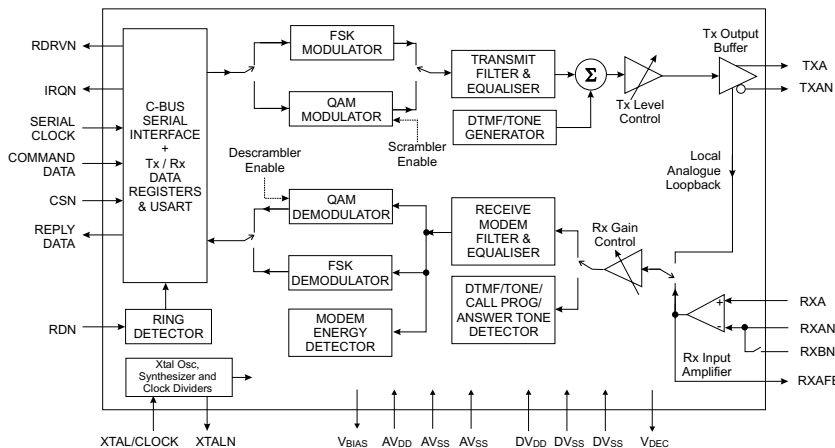 RDRVN
IRQN
SERIAL
CLOCK
COMMAND
DATA
CSN
REPLY
DATA
RDN
C-BUS
SERIAL
INTERFACE
+
Tx / Rx
DATA
REGISTERS
& USART
RING
DETECTOR
Xtal Osc,
Synthesizer and
Clock Dividers
XTAL/CLOCK
XTALN
FSK
MODULATOR
QAM
MODULATOR
Scrambler
Enable
Descrambler
Enable
QAM
DEMODULATOR
FSK
DEMODULATOR
MODEM
ENERGY
DETECTOR
TRANSMIT
FILTER &
EQUALISER
DTMF/TONE
GENERATOR
Σ
Tx Level
Control
Tx Output
Buffer
TXA
TXAN
Local
Analogue
Loopback
RECEIVE
MODEM
FILTER &
EQUALISER
DTMF/TONE/
CALL PROG/
ANSWER TONE
DETECTOR
Rx Gain
Control
+
-
Rx Input
Amplifier
RXA
RXAN
RXBN
RXAFB
VBIAS
AVDD
AVSS
AVSS
DVDD
DVSS
DVSS
VDEC